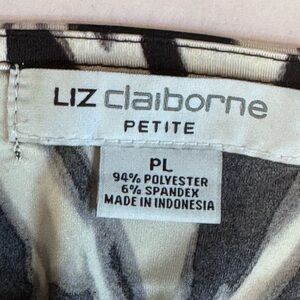 LIZ claiborne
PETITE
PL
94% POLYESTER
6% SPANDEX
MADE IN INDONESIA